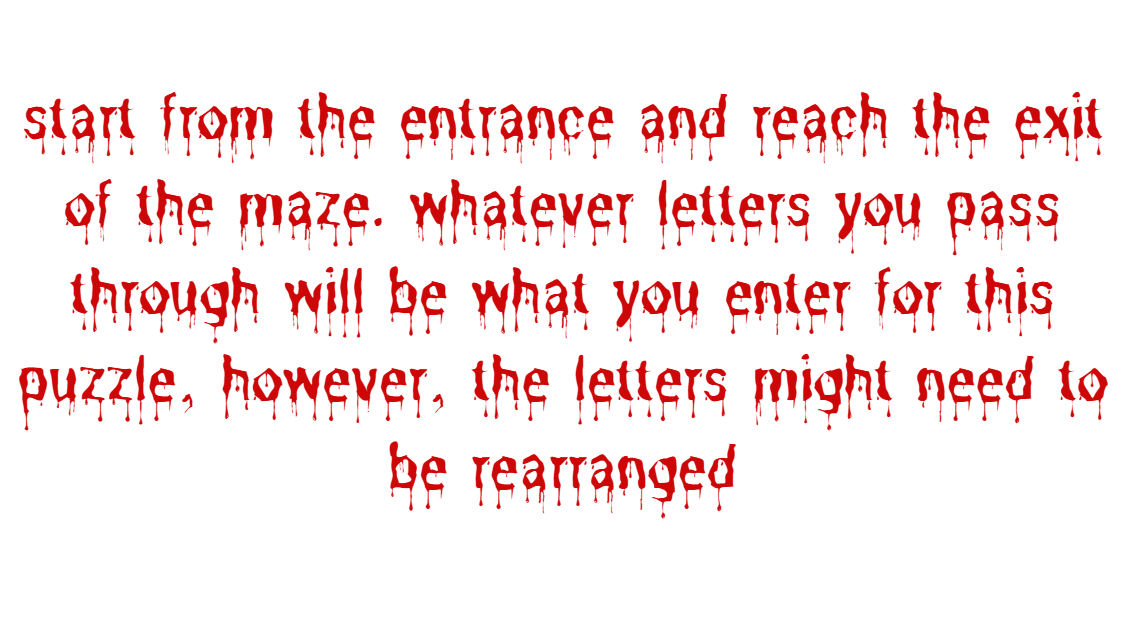 start from the entrance and reach the exit
of the maze. whatever letters you pass
through will be what you enter for this
puzzle, however, the letters might need to
be rearranged